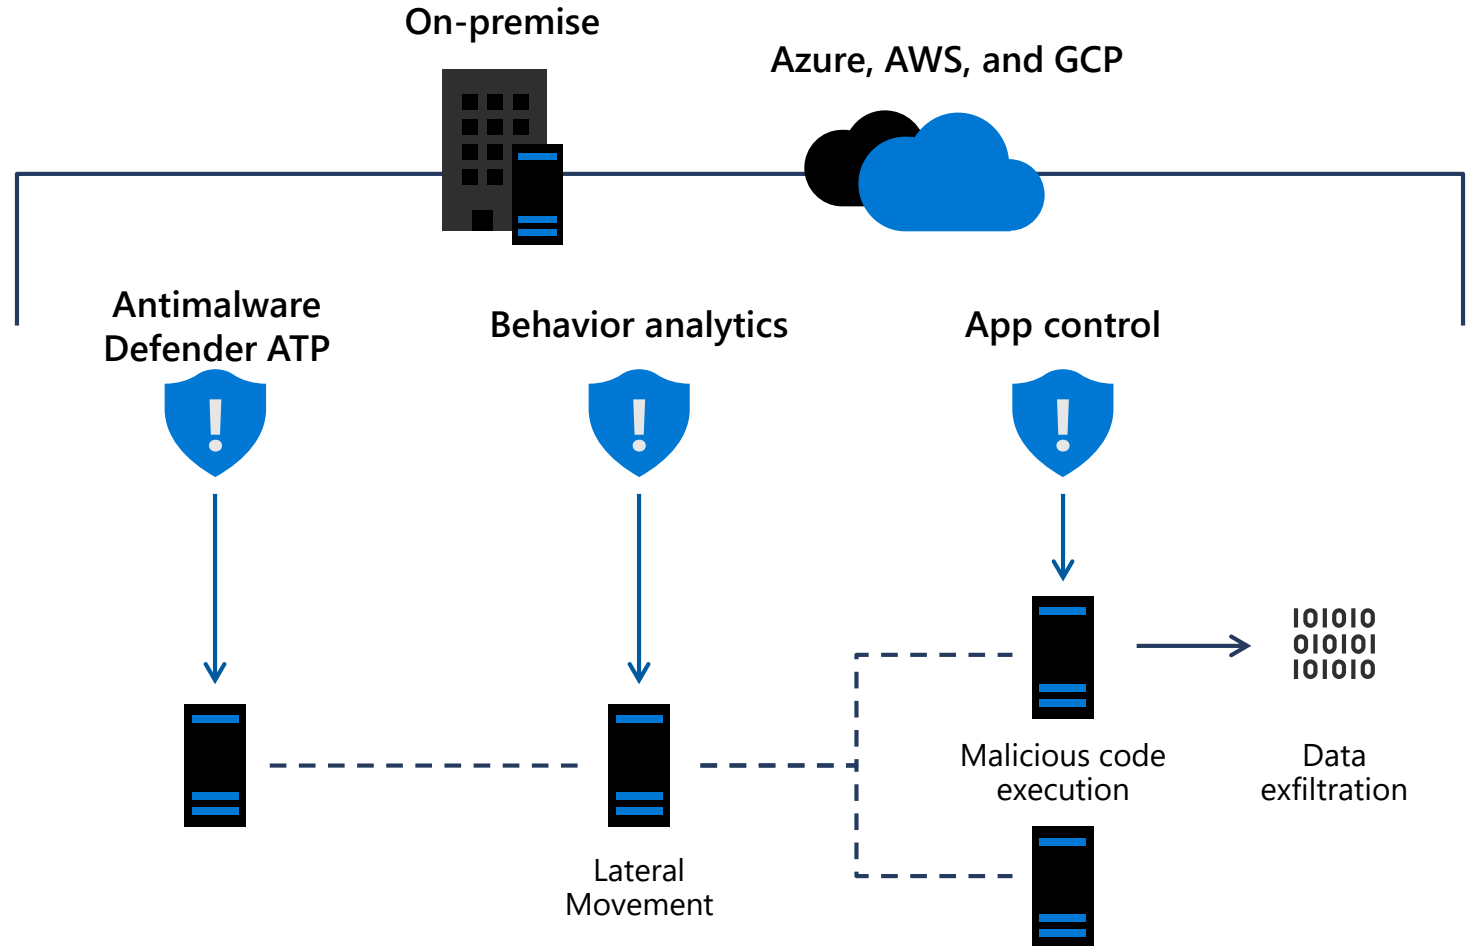 On-premise
Azure, AWS, and GCP
Antimalware
Defender ATP
Behavior analytics
App control
!
!
!
101010
010101
101010
Malicious code
execution
Data
exfiltration
Lateral
Movement